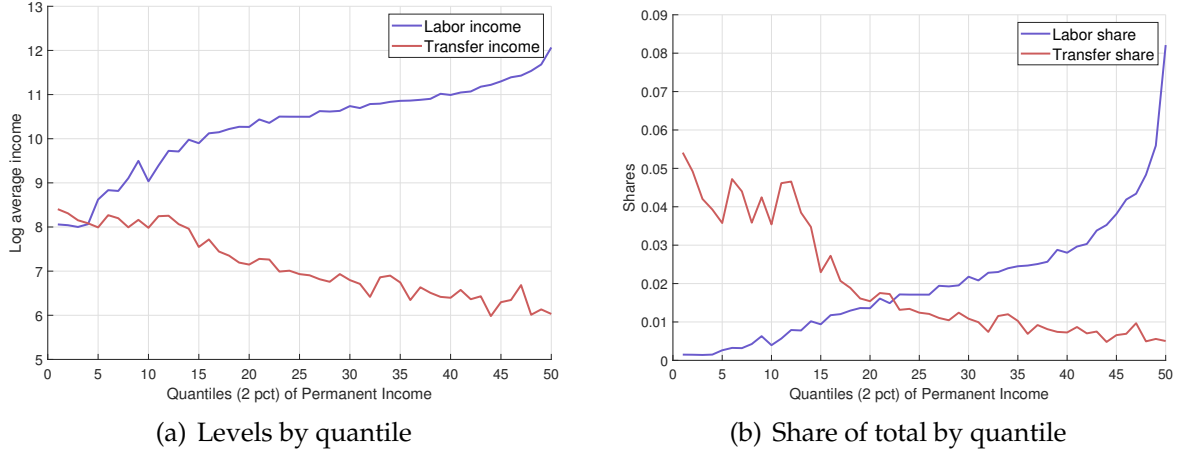 13
12
11
10
9
8
7
6
5
Log average income
Labor income
Transfer income
0 5 10 15 20 25 30 35 40 45 50
Quantiles (2 pct) of Permanent Income
(a) Levels by quantile
0.09
0.08
0.07
0.06
0.05
0.04
0.03
0.02
0.01
0
Shares
Labor share
Transfer share
0 5 10 15 20 25 30 35 40 45 50
Quantiles (2 pct) of Permanent Income
(b) Share of total by quantile